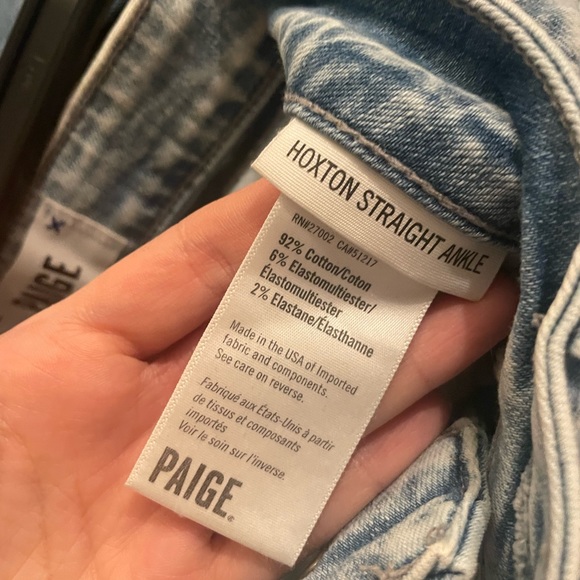 HOXTON STRAIGHT ANKLE
RN#27002 CA#51217
92% Cotton/Coton
6% Elastomultiester/
Élastomultiester
2% Elastane/Élasthanne
Made in the USA of Imported
fabric and components.
See care on reverse.
Fabriqué aux États-Unis à partir
de tissus et composants
importés
Voir le soin sur l'inverse.
PAIGE
PAIGE